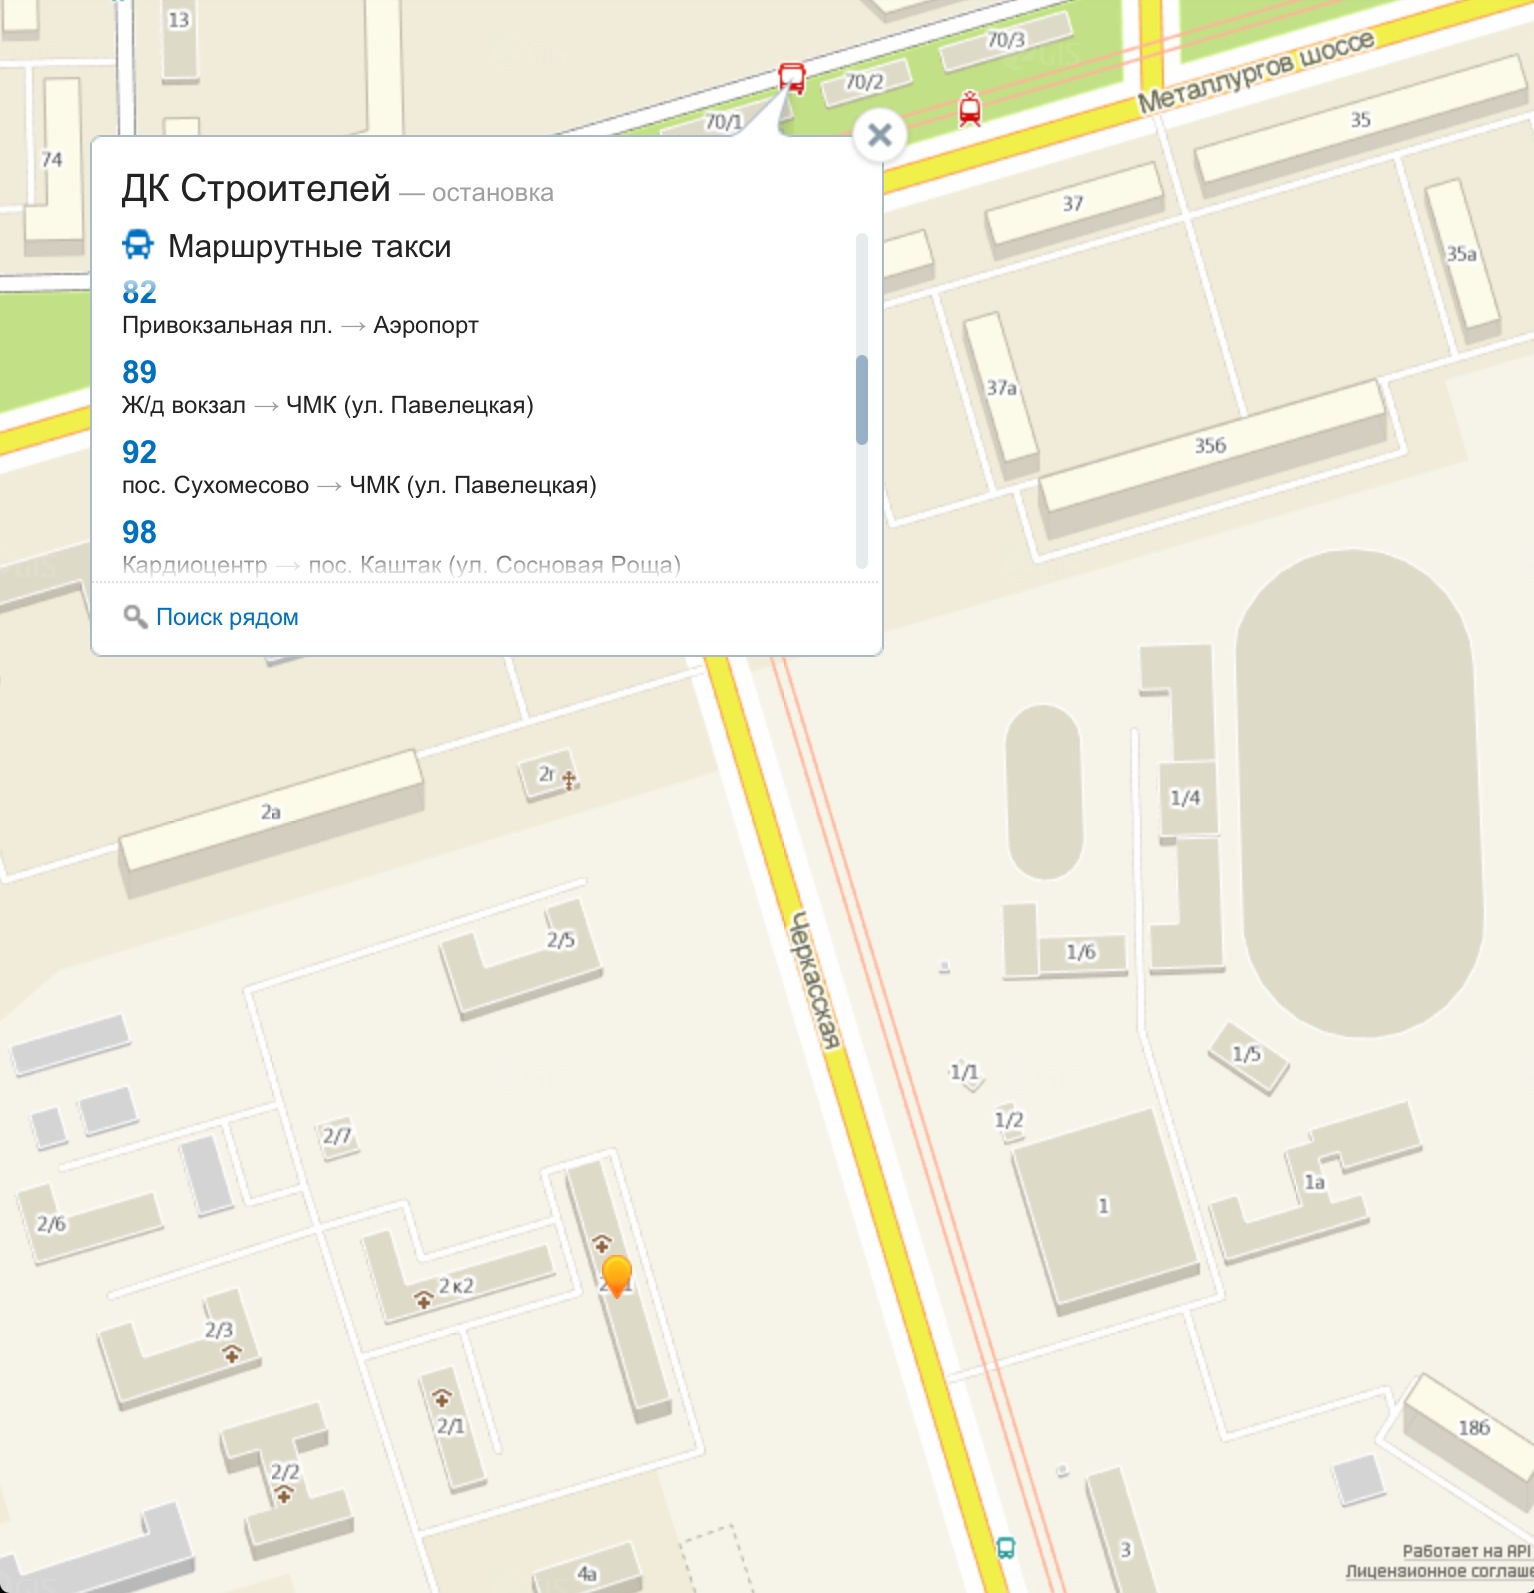 13
70/3
Металлургов шоссе
70/2
70/1
35
74
37
35а
37а
35б
ДК Строителей — остановка
Маршрутные такси
82
Привокзальная пл. → Аэропорт
89
Ж/д вокзал → ЧМК (ул. Павелецкая)
92
пос. Сухомесово → ЧМК (ул. Павелецкая)
98
Кардиоцентр → пос. Каштак (ул. Сосновая Роща)
Поиск рядом
2г
2а
1/4
2/5
1/6
Черкасская
1/5
1/1
1/2
2/7
1а
1
2/6
2 к2
2/3
2/1
18б
2/2
3
4а
Работает на API
Лицензионное соглаше